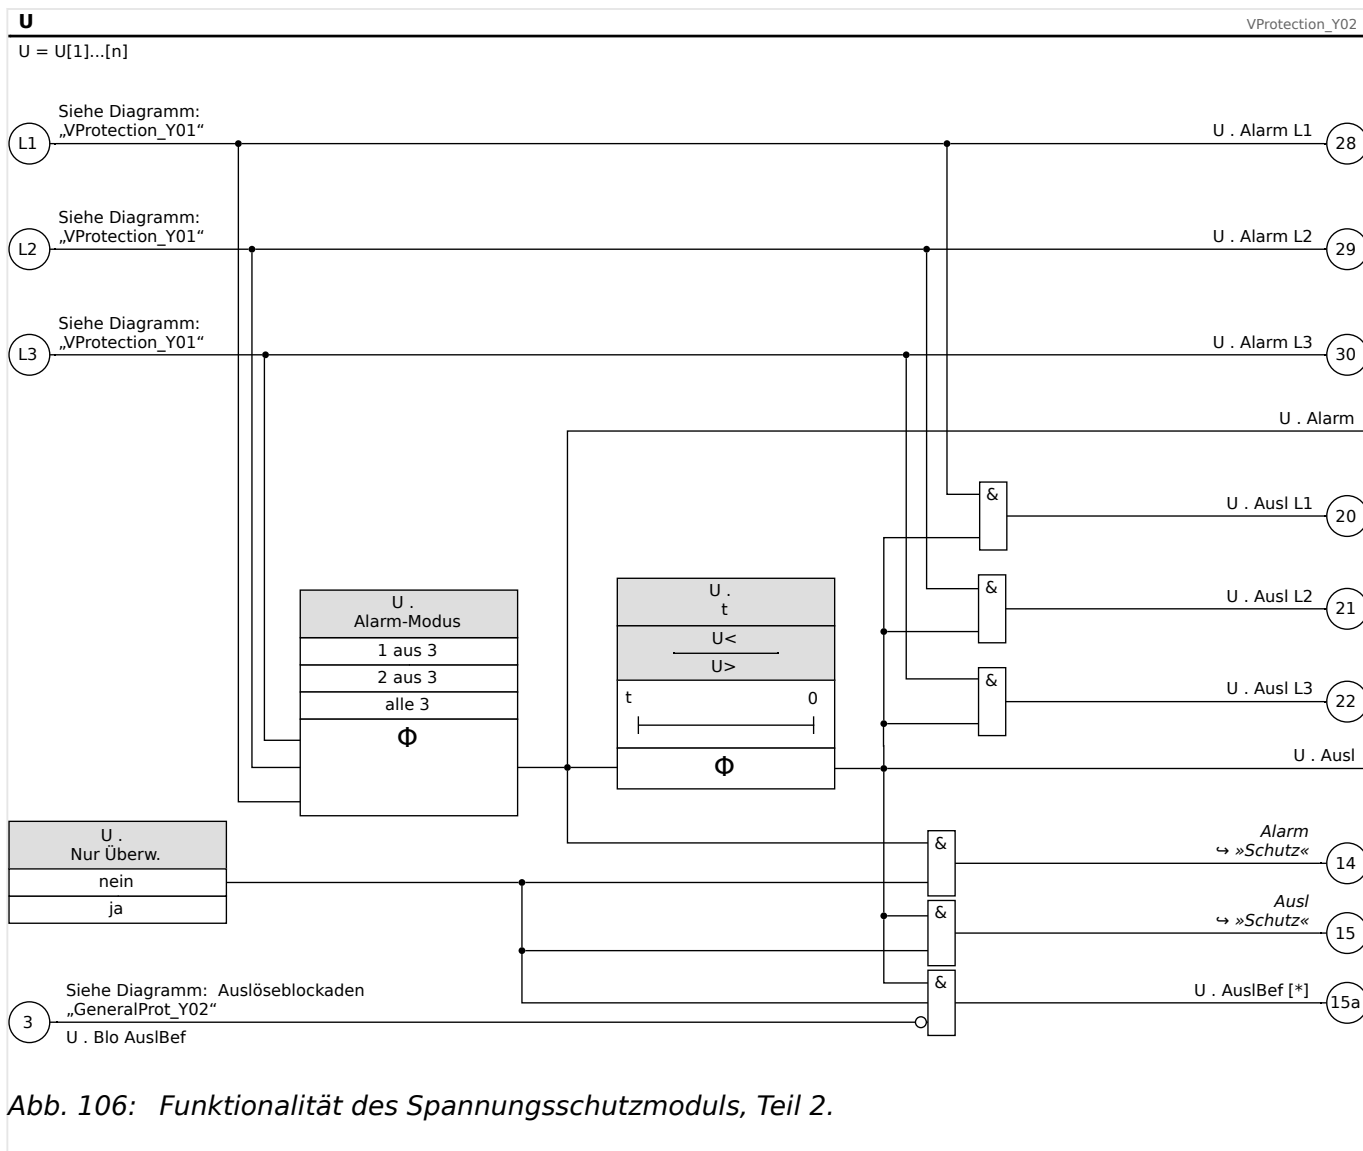 U
VProtection_Y02
U = U[1]...[n]
Siehe Diagramm:
„VProtection_Y01“
L1
U . Alarm L1
28
Siehe Diagramm:
„VProtection_Y01“
L2
U . Alarm L2
29
Siehe Diagramm:
„VProtection_Y01“
L3
U . Alarm L3
30
U . Alarm
&
U . Ausl L1
20
&
U . Ausl L2
21
&
U . Ausl L3
22
U . Ausl
U .
Alarm-Modus
1 aus 3
2 aus 3
alle 3
Φ
U .
t
U<
U>
t 0
Φ
U .
Nur Überw.
nein
ja
&
Alarm
↪ »Schutz«
14
&
Ausl
↪ »Schutz«
15
&
U . AuslBef [*]
15a
Siehe Diagramm: Auslöseblockaden
„GeneralProt_Y02“
3
U . Blo AuslBef
Abb. 106: Funktionalität des Spannungsschutzmoduls, Teil 2.